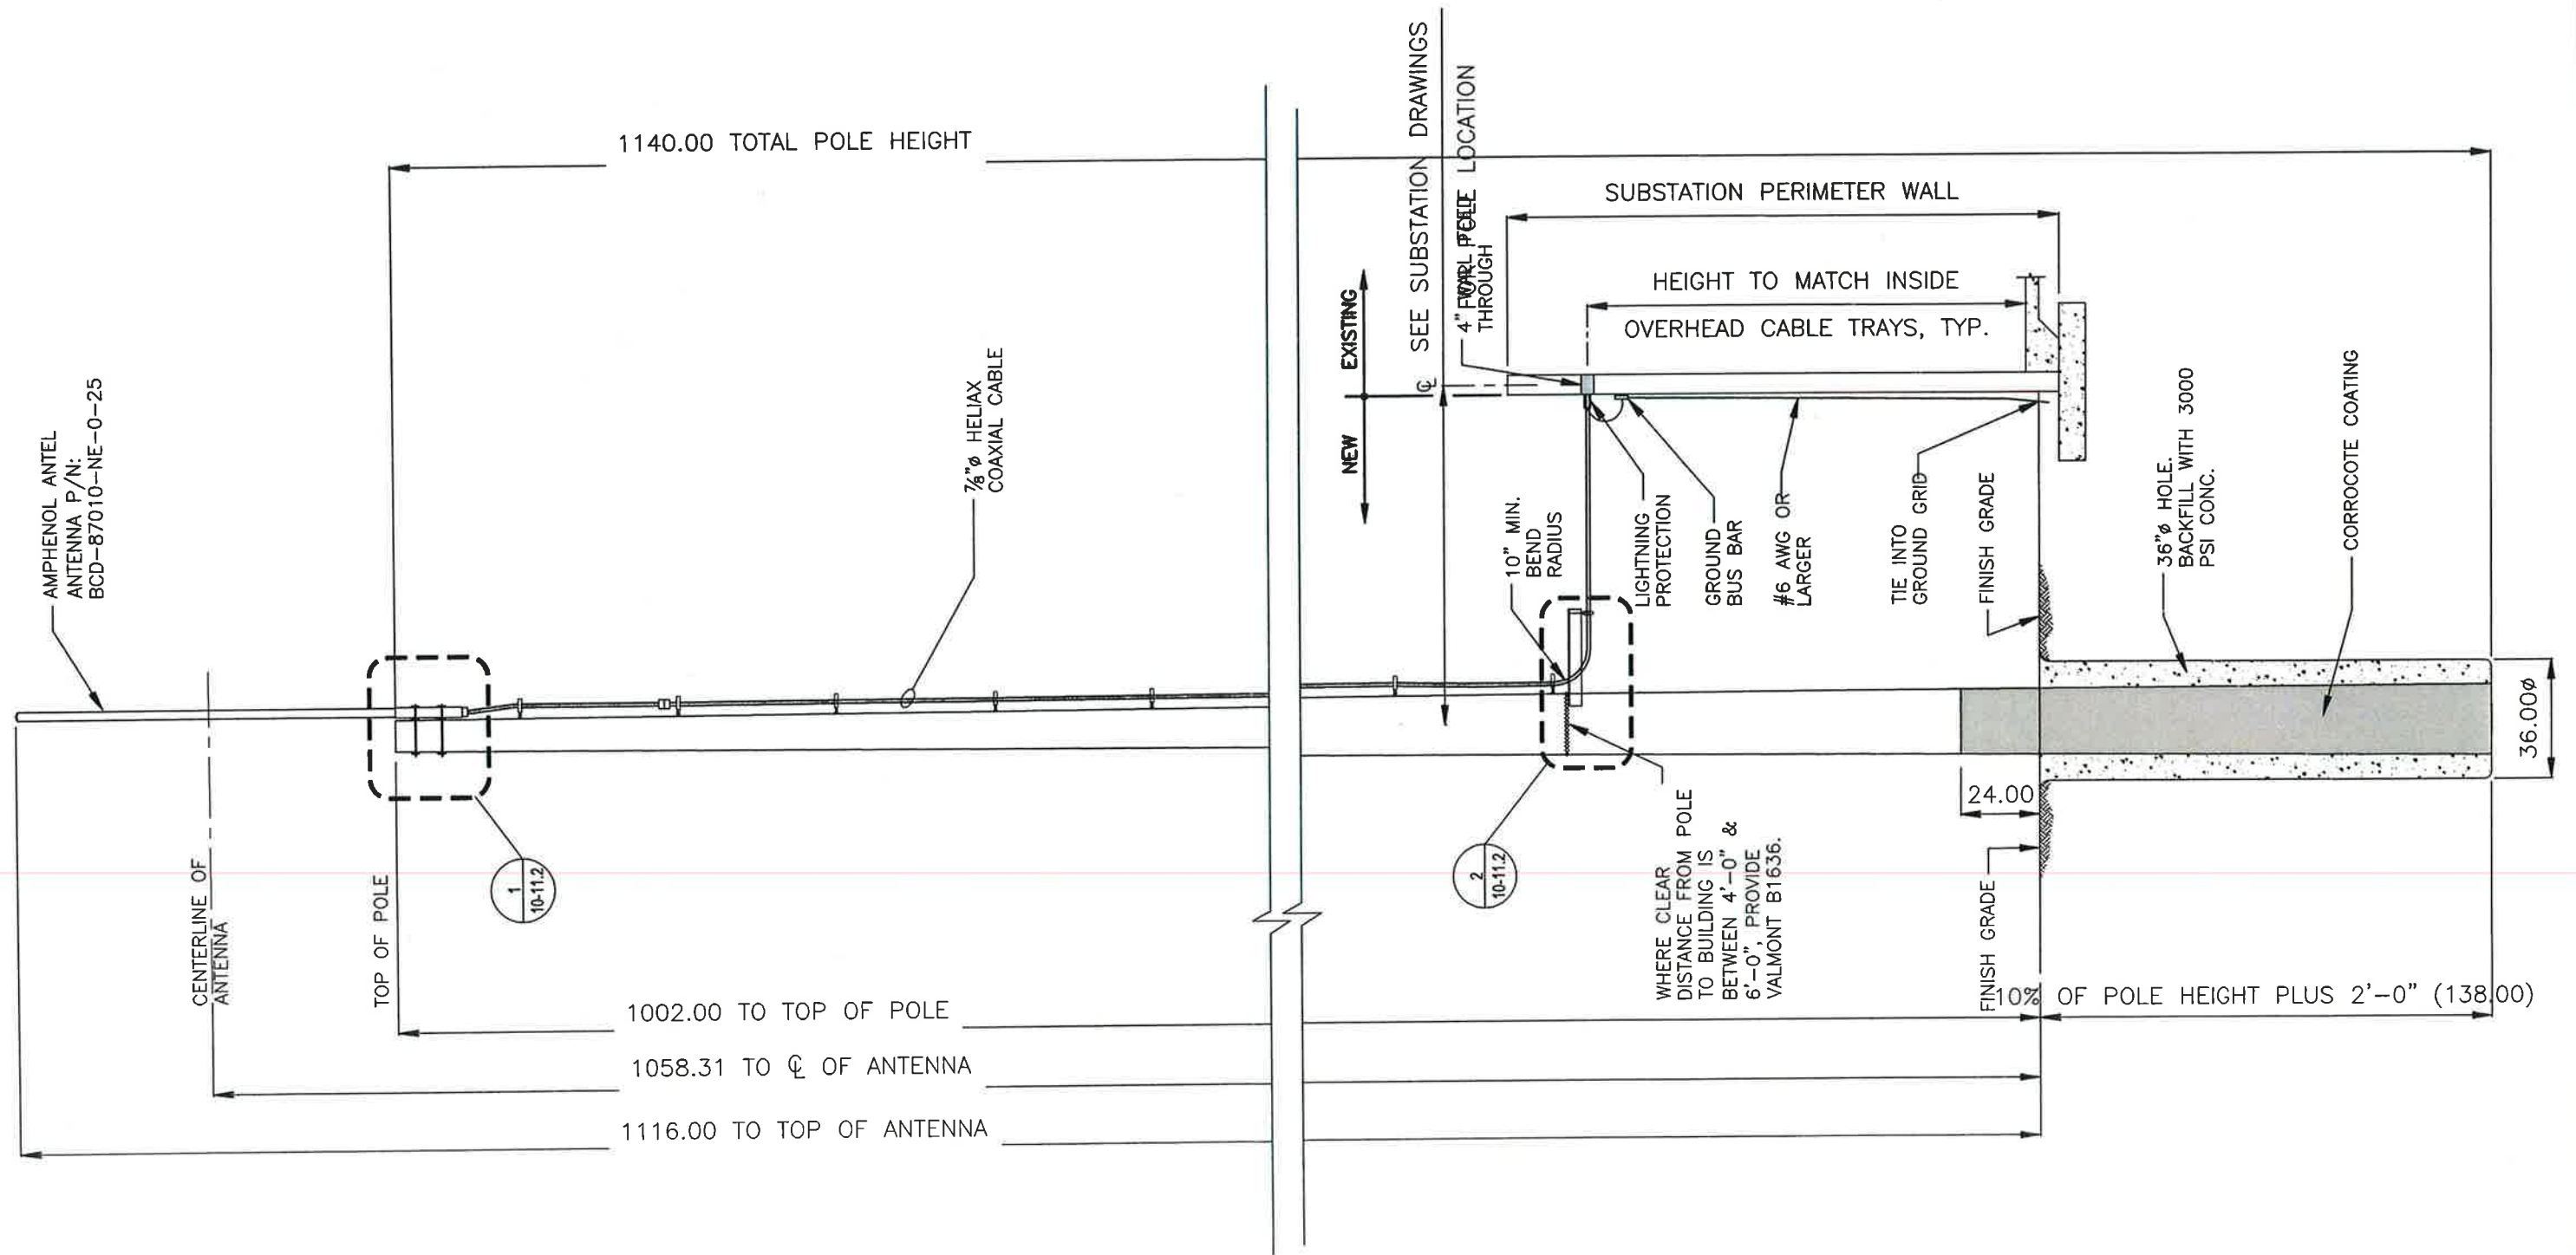 1140.00 TOTAL POLE HEIGHT
AMPHENOL ANTEL
ANTENNA P/N:
BCD-87010-NE-0-25
7/8"ø HELIAX
COAXIAL CABLE
CENTERLINE OF
ANTENNA
TOP OF POLE
1
10-11.2
1002.00 TO TOP OF POLE
1058.31 TO ℄ OF ANTENNA
1116.00 TO TOP OF ANTENNA
NEW
EXISTING
℄ SEE SUBSTATION DRAWINGS
FOR POLE LOCATION
4" WALL FEED
THROUGH
SUBSTATION PERIMETER WALL
HEIGHT TO MATCH INSIDE
OVERHEAD CABLE TRAYS, TYP.
10" MIN.
BEND
RADIUS
LIGHTNING
PROTECTION
GROUND
BUS BAR
#6 AWG OR
LARGER
TIE INTO
GROUND GRID
FINISH GRADE
36"ø HOLE.
BACKFILL WITH 3000
PSI CONC.
CORROCOTE COATING
36.00ø
24.00
2
10-11.2
WHERE CLEAR
DISTANCE FROM POLE
TO BUILDING IS
BETWEEN 4'-0" &
6'-0", PROVIDE
VALMONT B1636.
FINISH GRADE
10% OF POLE HEIGHT PLUS 2'-0" (138.00)